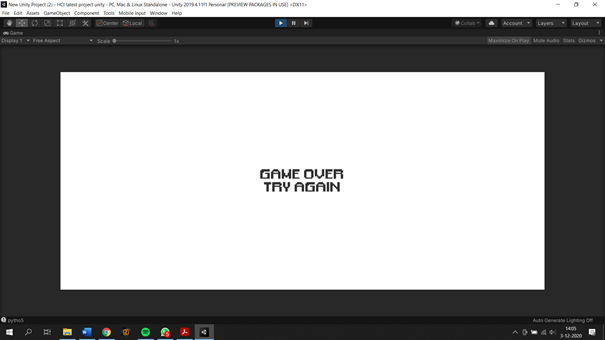 New Unity Project (2) - HCI latest project unity - PC, Mac & Linux Standalone - Unity 2019.4.11f1 Personal [PREVIEW PACKAGES IN USE] <DX11>
File Edit Assets GameObject Component Tools Mobile Input Window Help
Center Local Collab Account Layers Layout
Game
Display 1 Free Aspect Scale 1x Maximize On Play Mute Audio Stats Gizmos
GAME OVER
TRY AGAIN
pytho5
Auto Generate Lighting Off
14:05
3-12-2020